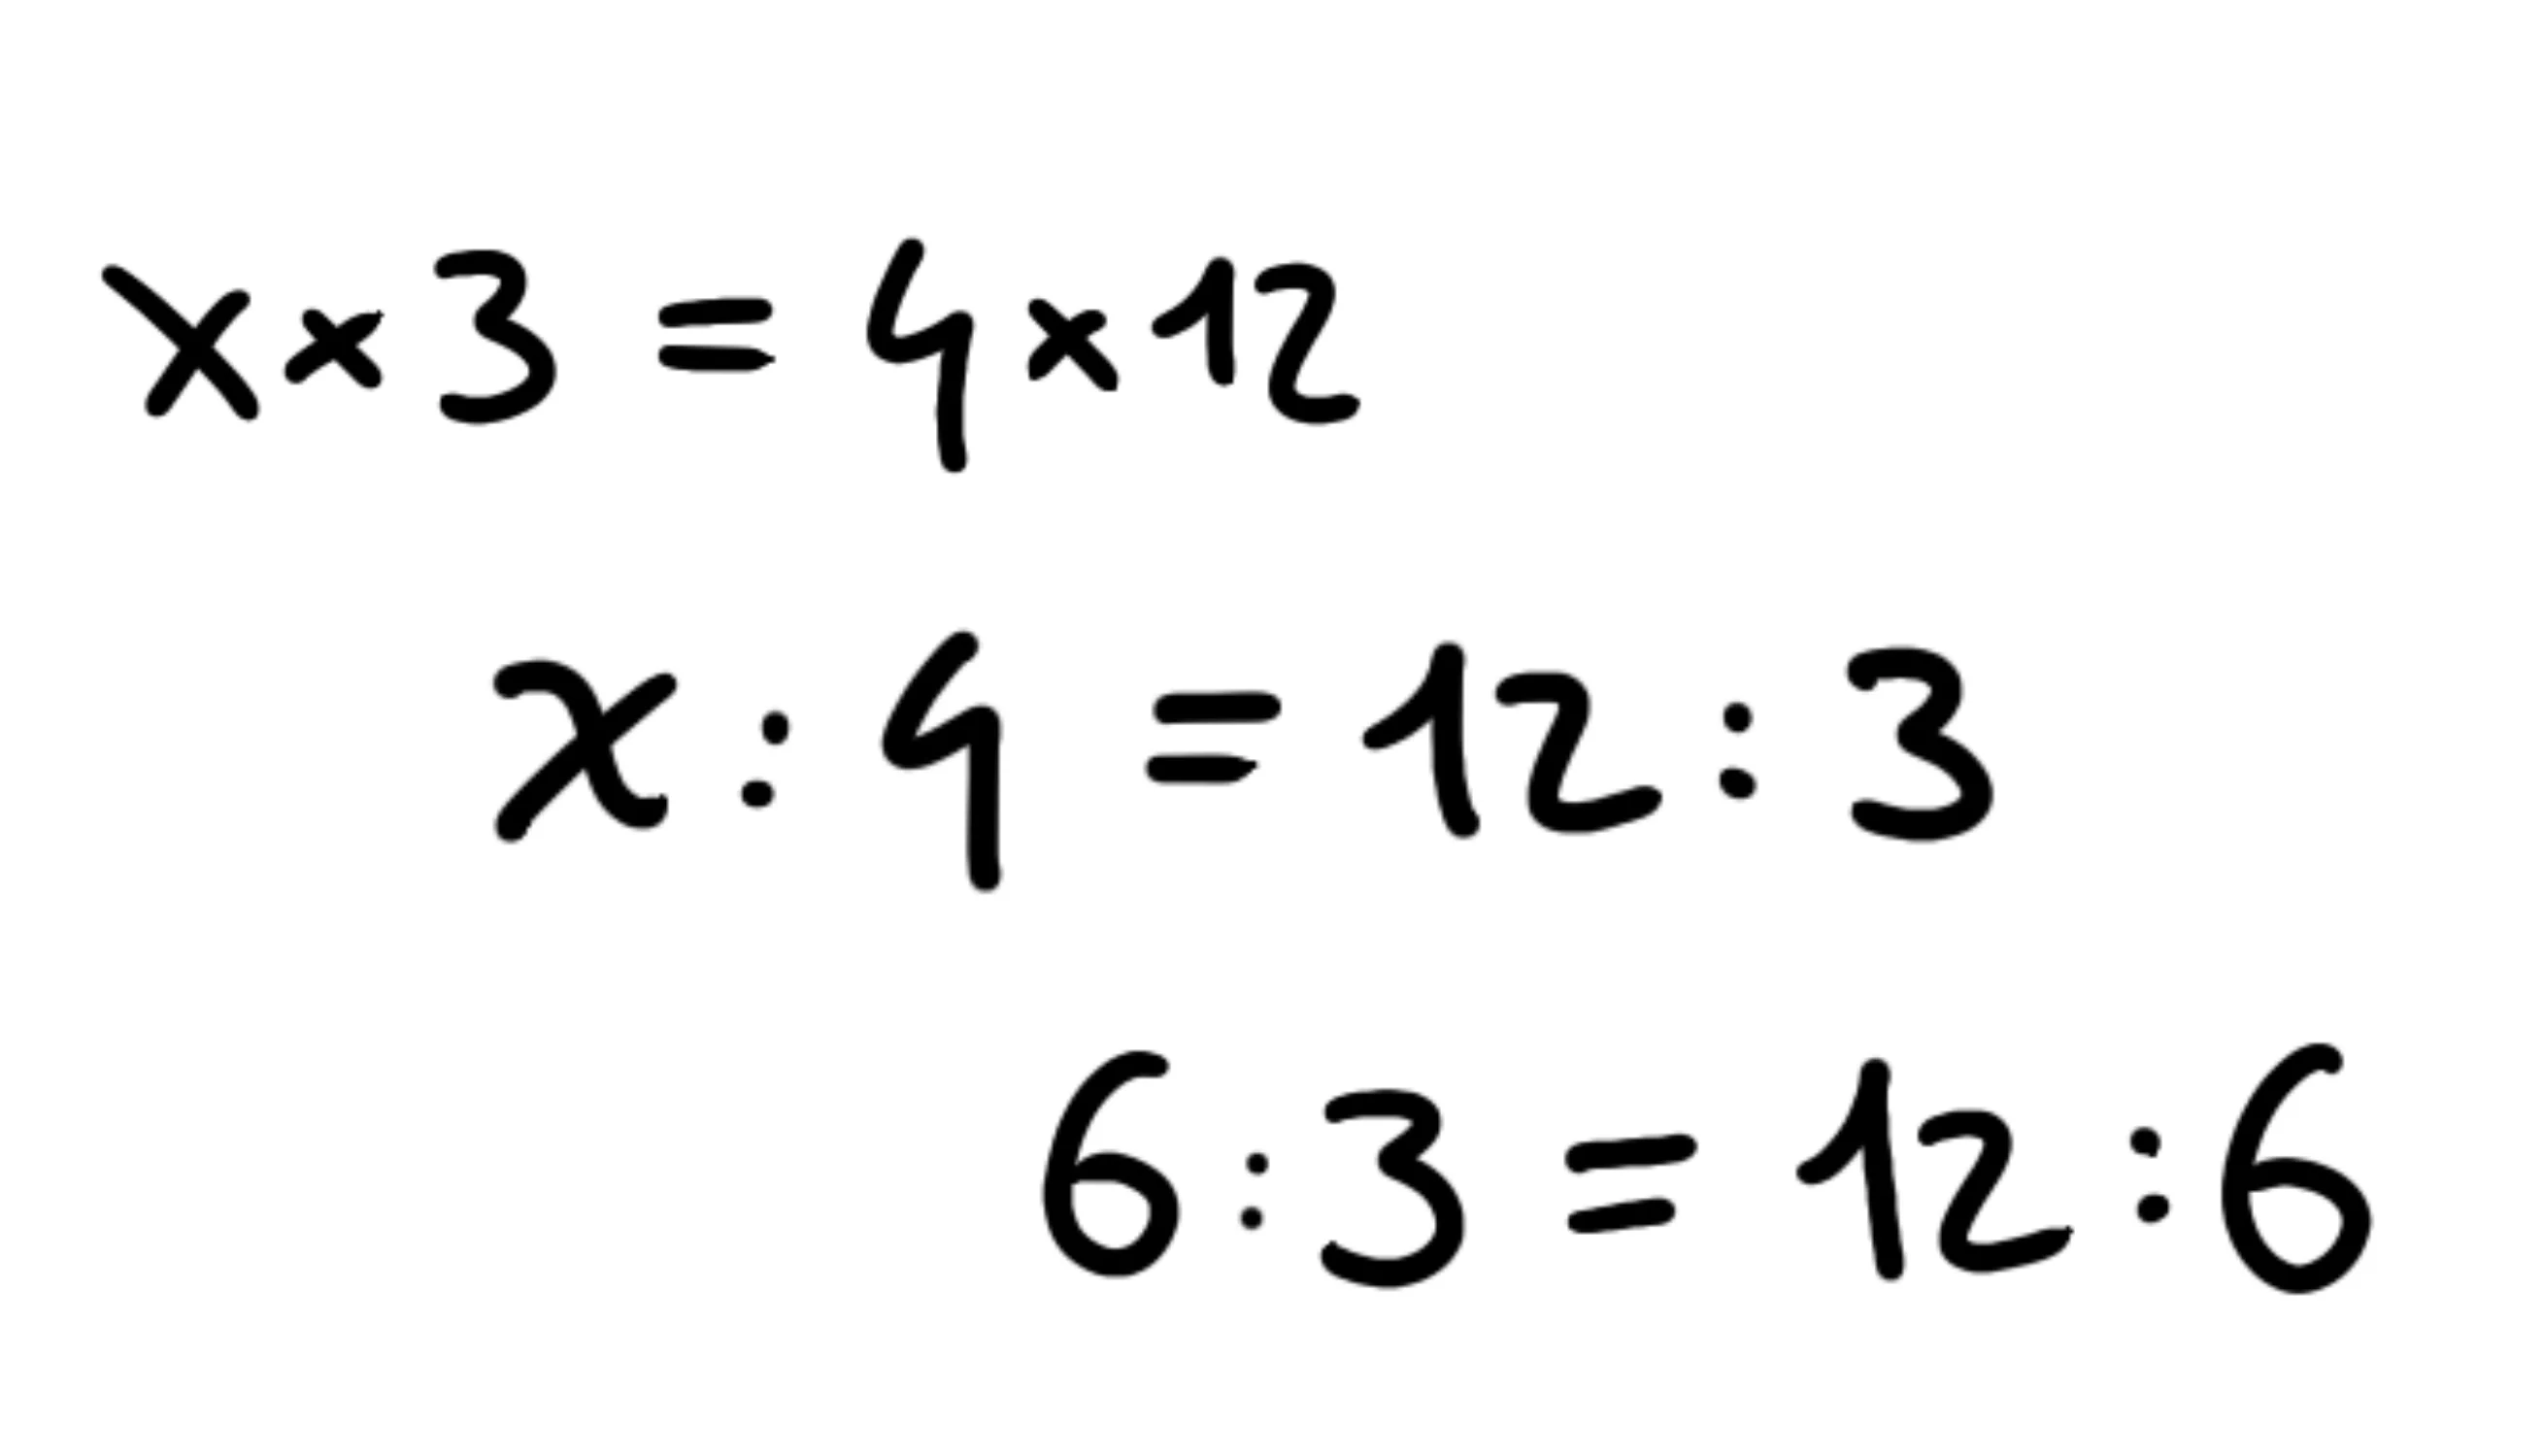 x×3 = 4×12
x:4 = 12:3
6:3 = 12:6